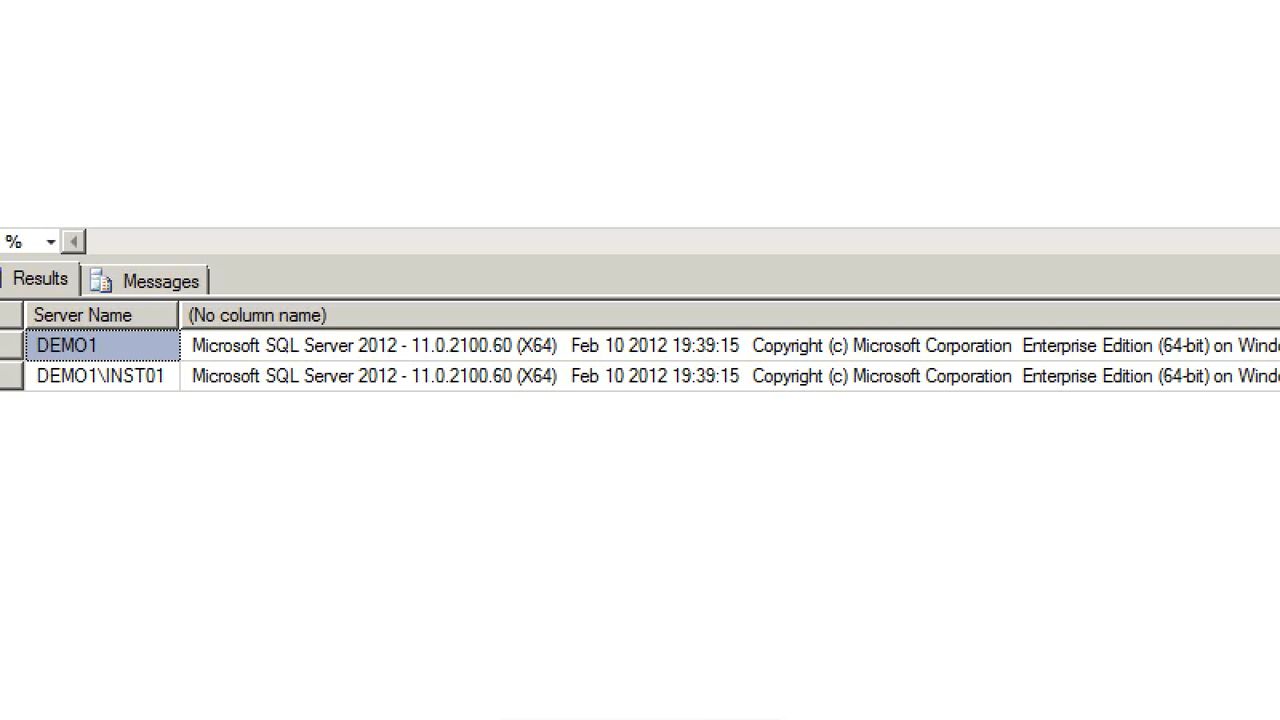 %
Results Messages
Server Name (No column name)
DEMO1 Microsoft SQL Server 2012 - 11.0.2100.60 (X64) Feb 10 2012 19:39:15 Copyright (c) Microsoft Corporation Enterprise Edition (64-bit) on
DEMO1\INST01 Microsoft SQL Server 2012 - 11.0.2100.60 (X64) Feb 10 2012 19:39:15 Copyright (c) Microsoft Corporation Enterprise Edition (64-bit) on